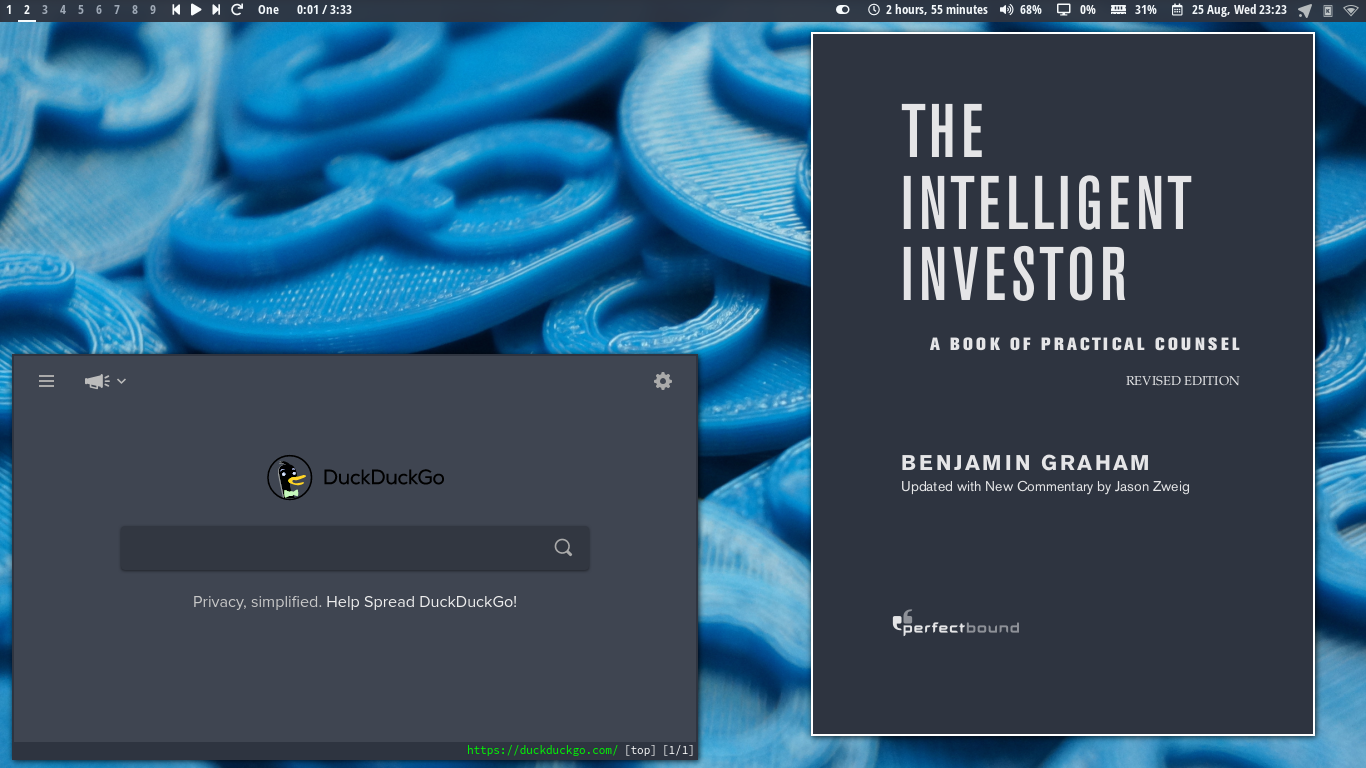 1 2 3 4 5 6 7 8 9 One 0:01 / 3:33 2 hours, 55 minutes 68% 0% 31% 25 Aug, Wed 23:23
THE
INTELLIGENT
INVESTOR
A BOOK OF PRACTICAL COUNSEL
REVISED EDITION
BENJAMIN GRAHAM
Updated with New Commentary by Jason Zweig
perfectbound
DuckDuckGo
Privacy, simplified. Help Spread DuckDuckGo!
https://duckduckgo.com/ [top] [1/1]